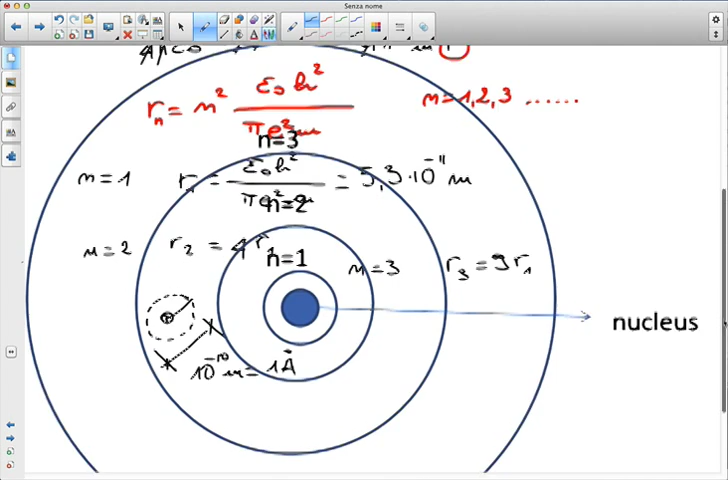 Senza nome
rₙ = n² ε₀h² / πe²m
n=1,2,3 ......
n=3
n=1
r₁ = ε₀h² / πe²m = 5,3·10⁻¹¹ m
n=2
n=2
r₂ = 4r₁
n=1
n=3
r₃ = 9r₁
nucleus
10⁻¹⁰ m = 1Å